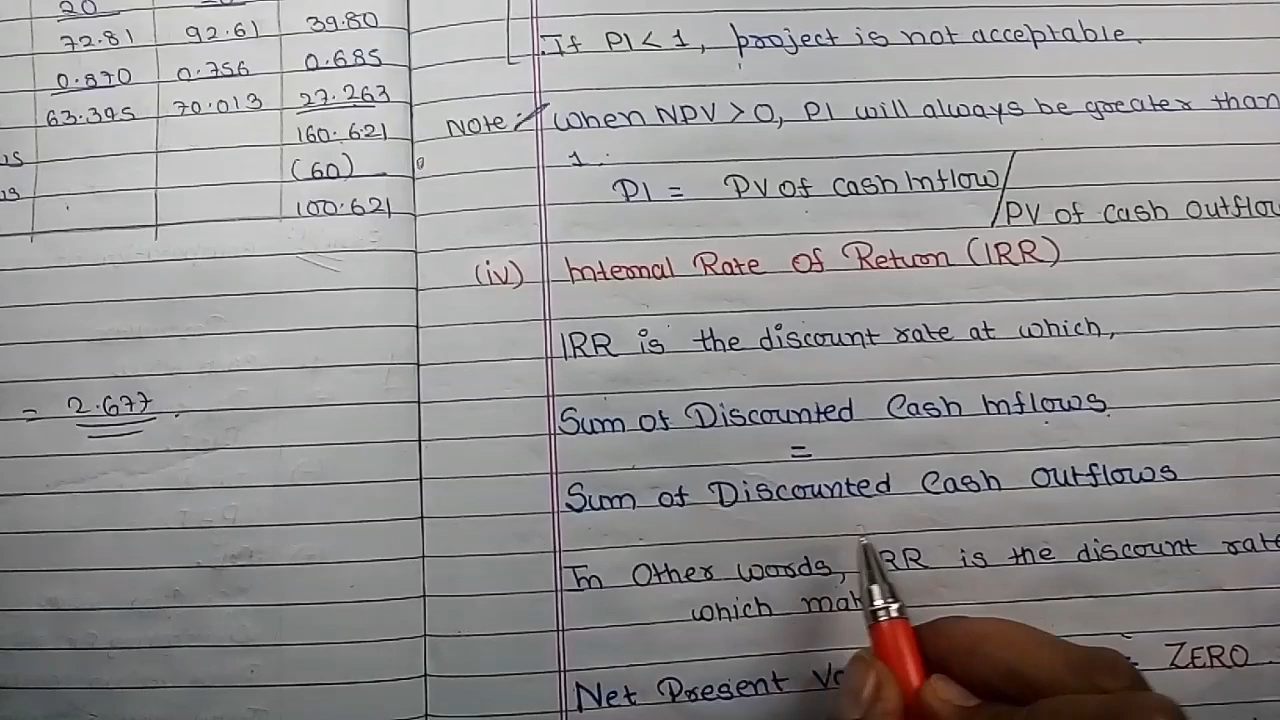 20
72.81 92.61 39.80
0.870 0.756 0.685
63.395 70.013 27.263
160.621
(60)
100.621
= 2.677
If PI < 1, project is not acceptable.
Note:- When NPV > 0, PI will always be greater than
1.
PI = PV of cash Inflow/
/PV of cash outflow
(iv) Internal Rate Of Return (IRR)
IRR is the discount rate at which,
Sum of Discounted Cash Inflows
=
Sum of Discounted Cash Outflows
In Other words, IRR is the discount rate
which
Net Present = ZERO